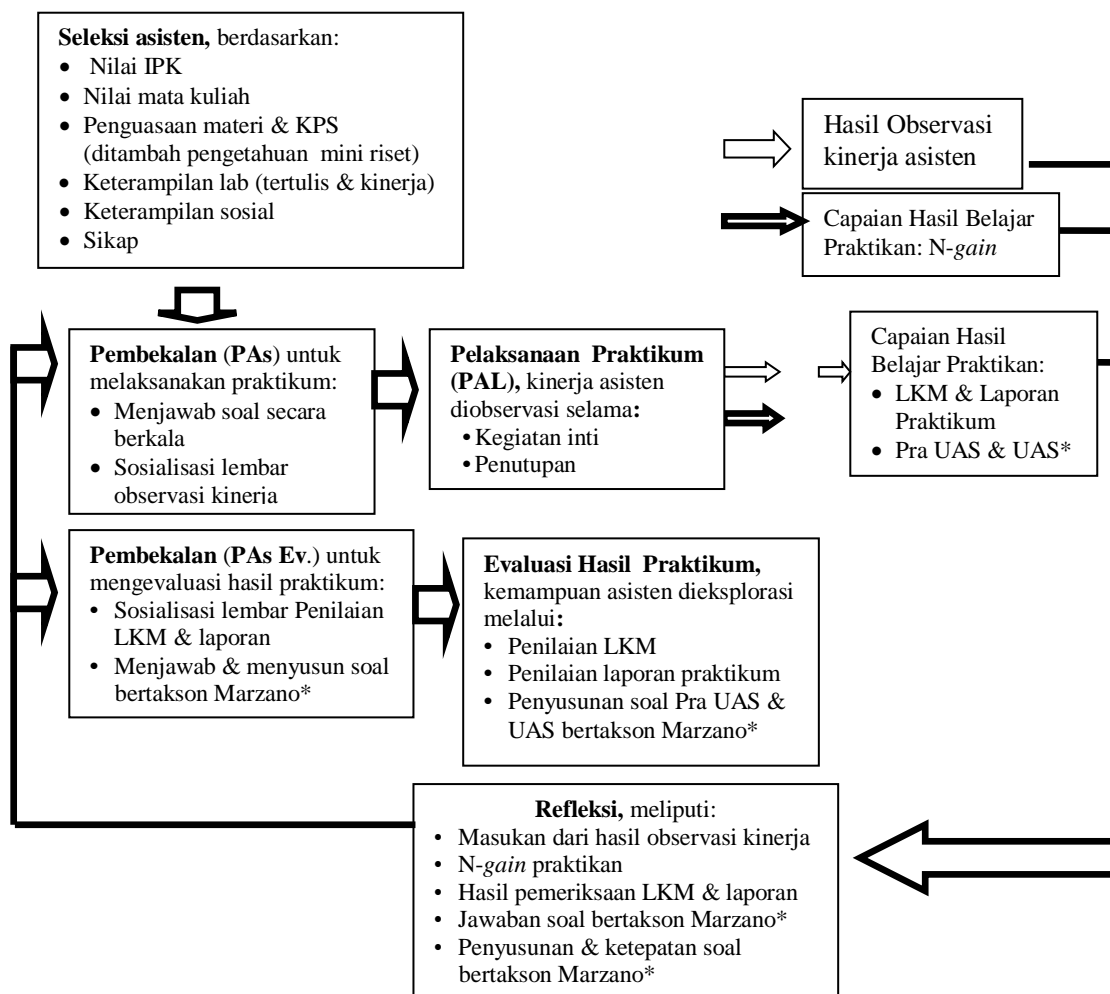 Seleksi asisten, berdasarkan:
• Nilai IPK
• Nilai mata kuliah
• Penguasaan materi & KPS
(ditambah pengetahuan mini riset)
• Keterampilan lab (tertulis & kinerja)
• Keterampilan sosial
• Sikap
Hasil Observasi
kinerja asisten
Capaian Hasil Belajar
Praktikan: N-gain
Pembekalan (PAs) untuk
melaksanakan praktikum:
• Menjawab soal secara
berkala
• Sosialisasi lembar
observasi kinerja
Pelaksanaan Praktikum
(PAL), kinerja asisten
diobservasi selama:
• Kegiatan inti
• Penutupan
Capaian Hasil
Belajar Praktikan:
• LKM & Laporan
Praktikum
• Pra UAS & UAS*
Pembekalan (PAs Ev.) untuk
mengevaluasi hasil praktikum:
• Sosialisasi lembar Penilaian
LKM & laporan
• Menjawab & menyusun soal
bertakson Marzano*
Evaluasi Hasil Praktikum,
kemampuan asisten dieksplorasi
melalui:
• Penilaian LKM
• Penilaian laporan praktikum
• Penyusunan soal Pra UAS &
UAS bertakson Marzano*
Refleksi, meliputi:
• Masukan dari hasil observasi kinerja
• N-gain praktikan
• Hasil pemeriksaan LKM & laporan
• Jawaban soal bertakson Marzano*
• Penyusunan & ketepatan soal
bertakson Marzano*